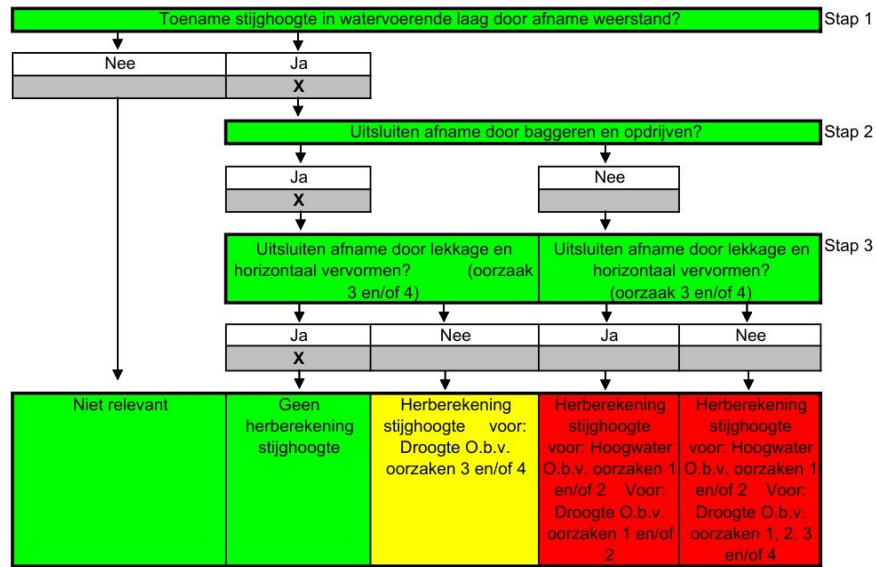 Toename stijghoogte in watervoerende laag door afname weerstand?
Stap 1
Nee
Ja
X
Uitsluiten afname door baggeren en opdrijven?
Stap 2
Ja
Nee
X
Uitsluiten afname door lekkage en
horizontaal vervormen? (oorzaak
3 en/of 4)
Uitsluiten afname door lekkage en
horizontaal vervormen?
(oorzaak 3 en/of 4)
Stap 3
Ja
Nee
Ja
Nee
X
Niet relevant
Geen
herberekening
stijghoogte
Herberekening
stijghoogte voor:
Droogte O.b.v.
oorzaken 3 en/of 4
Herberekening
stijghoogte
voor: Hoogwater
O.b.v. oorzaken 1
en/of 2 Voor:
Droogte O.b.v.
oorzaken 1 en/of
2
Herberekening
stijghoogte
voor: Hoogwater
O.b.v. oorzaken 1
en/of 2 Voor:
Droogte O.b.v.
oorzaken 1, 2, 3
en/of 4